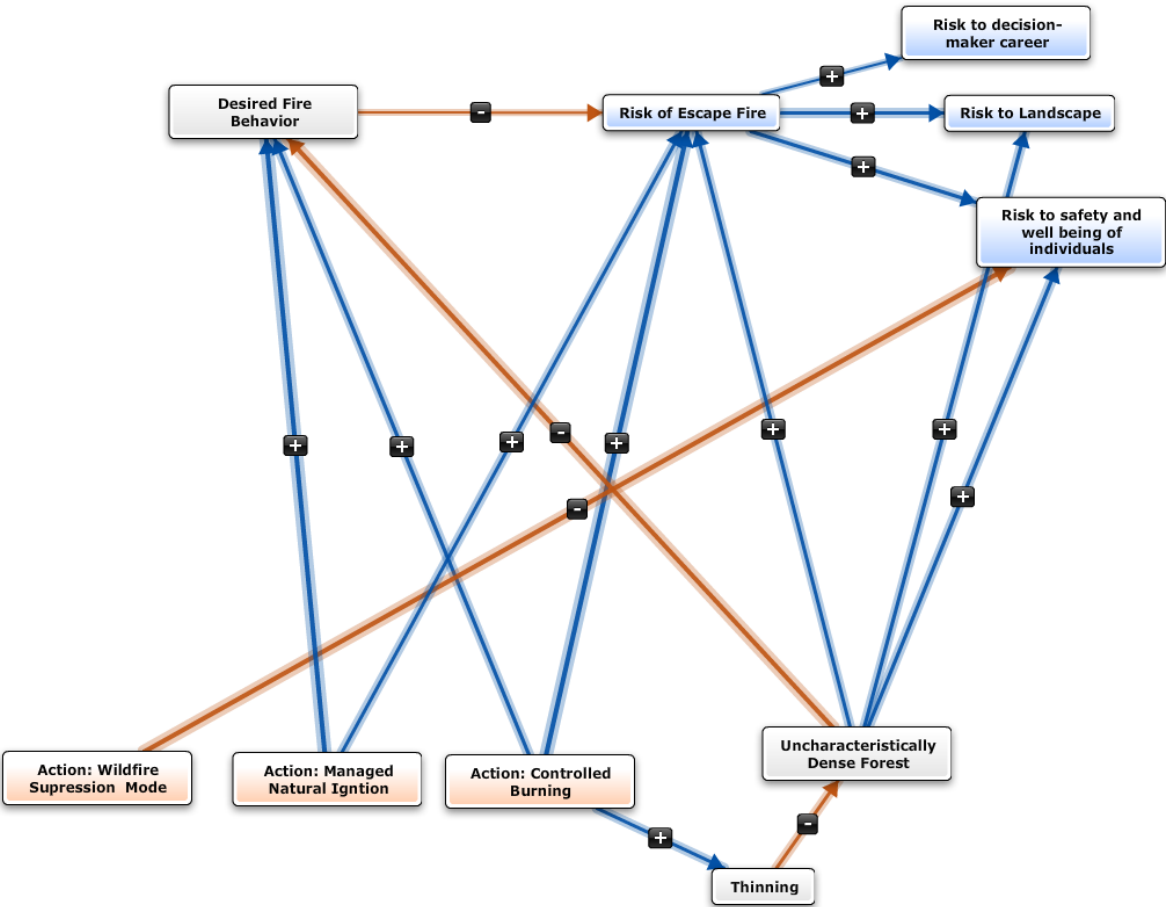 Risk to decision-
maker career
Desired Fire
Behavior
-
Risk of Escape Fire
+
+
+
Risk to Landscape
Risk to safety and
well being of
individuals
+
+
+
-
+
+
+
+
-
Action: Wildfire
Supression Mode
Action: Managed
Natural Igntion
Action: Controlled
Burning
Uncharacteristically
Dense Forest
+
-
Thinning